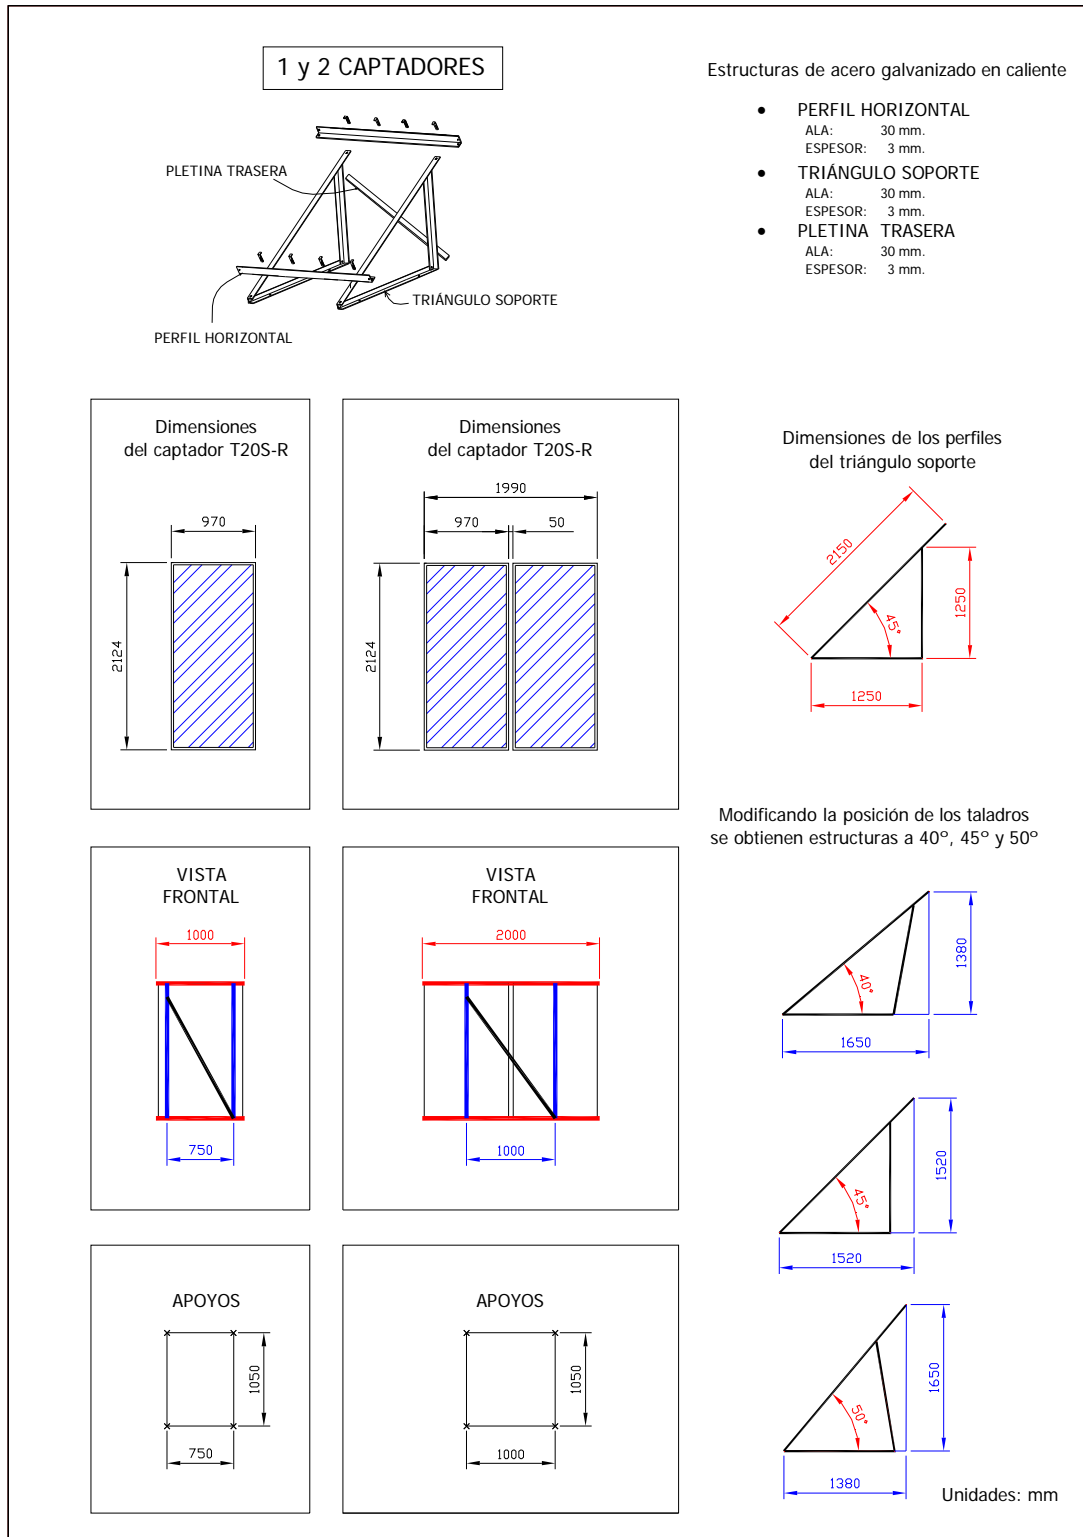 1 y 2 CAPTADORES
Estructuras de acero galvanizado en caliente
• PERFIL HORIZONTAL
ALA: 30 mm.
ESPESOR: 3 mm.
• TRIÁNGULO SOPORTE
ALA: 30 mm.
ESPESOR: 3 mm.
• PLETINA TRASERA
ALA: 30 mm.
ESPESOR: 3 mm.
PLETINA TRASERA
TRIÁNGULO SOPORTE
PERFIL HORIZONTAL
Dimensiones
del captador T20S-R
970
2124
Dimensiones
del captador T20S-R
1990
970 50
2124
Dimensiones de los perfiles
del triángulo soporte
2150
1250
45°
1250
Modificando la posición de los taladros
se obtienen estructuras a 40º, 45º y 50º
VISTA
FRONTAL
1000
750
VISTA
FRONTAL
2000
1000
1380
40°
1650
1520
45°
1520
APOYOS
1050
750
APOYOS
1050
1000
1650
50°
1380
Unidades: mm